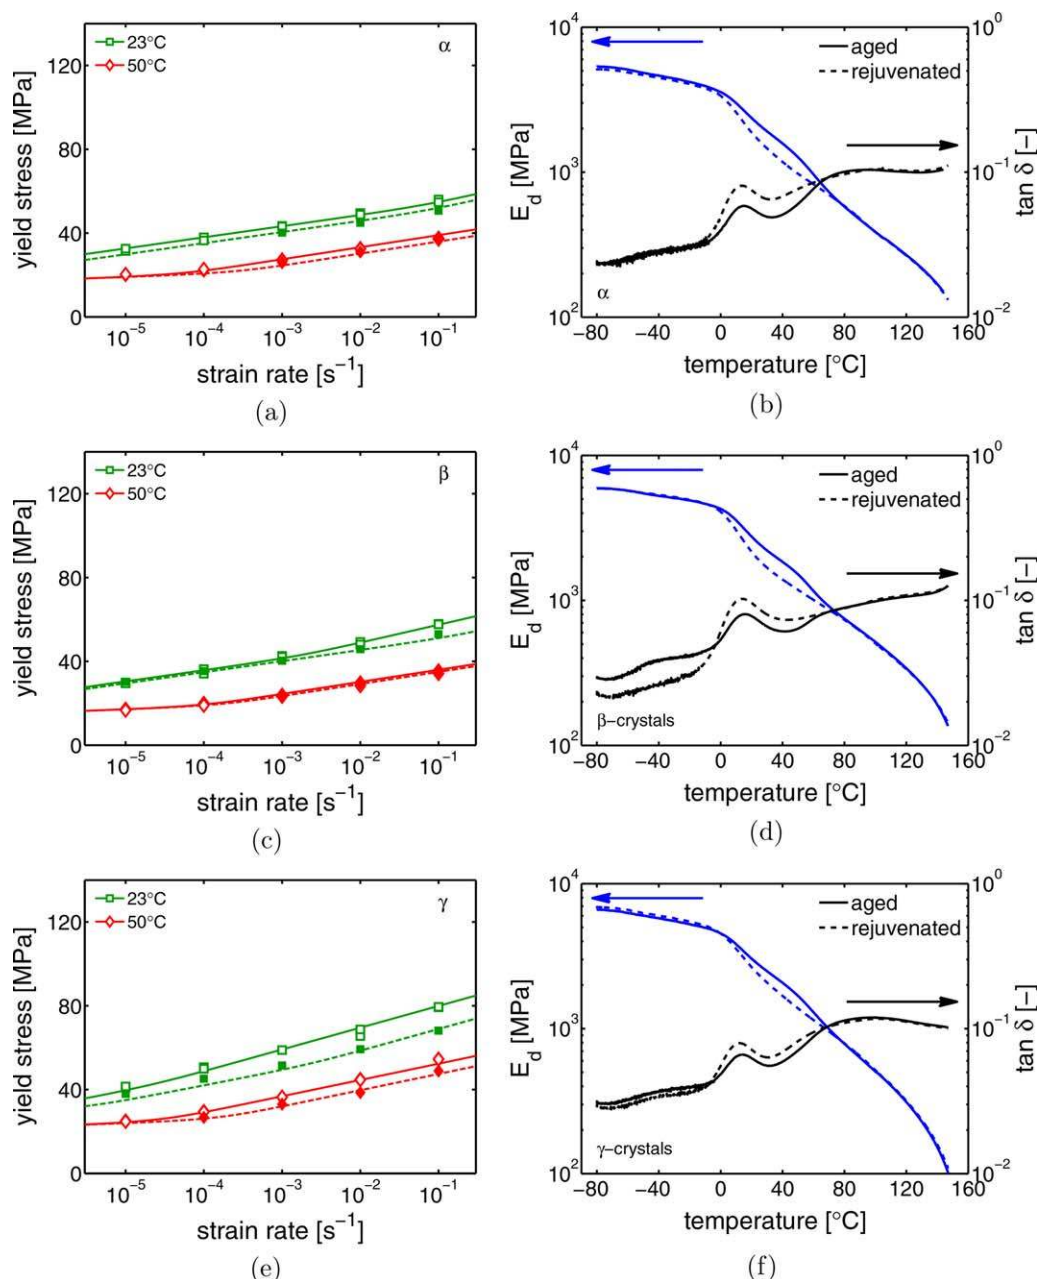 23°C
50°C
α
yield stress [MPa]
140
120
80
40
0
10⁻⁵ 10⁻⁴ 10⁻³ 10⁻² 10⁻¹
strain rate [s⁻¹]
(a)
10⁴
10³
10²
E_d [MPa]
aged
rejuvenated
α
10⁰
10⁻¹
10⁻²
tan δ [−]
−80 −40 0 40 80 120 160
temperature [°C]
(b)
23°C
50°C
β
yield stress [MPa]
120
80
40
0
10⁻⁵ 10⁻⁴ 10⁻³ 10⁻² 10⁻¹
strain rate [s⁻¹]
(c)
10⁴
10³
10²
E_d [MPa]
aged
rejuvenated
β−crystals
10⁰
10⁻¹
10⁻²
tan δ [−]
−80 −40 0 40 80 120 160
temperature [°C]
(d)
23°C
50°C
γ
yield stress [MPa]
120
80
40
0
10⁻⁵ 10⁻⁴ 10⁻³ 10⁻² 10⁻¹
strain rate [s⁻¹]
(e)
10⁴
10³
10²
E_d [MPa]
aged
rejuvenated
γ−crystals
10⁰
10⁻¹
10⁻²
tan δ [−]
−80 −40 0 40 80 120 160
temperature [°C]
(f)